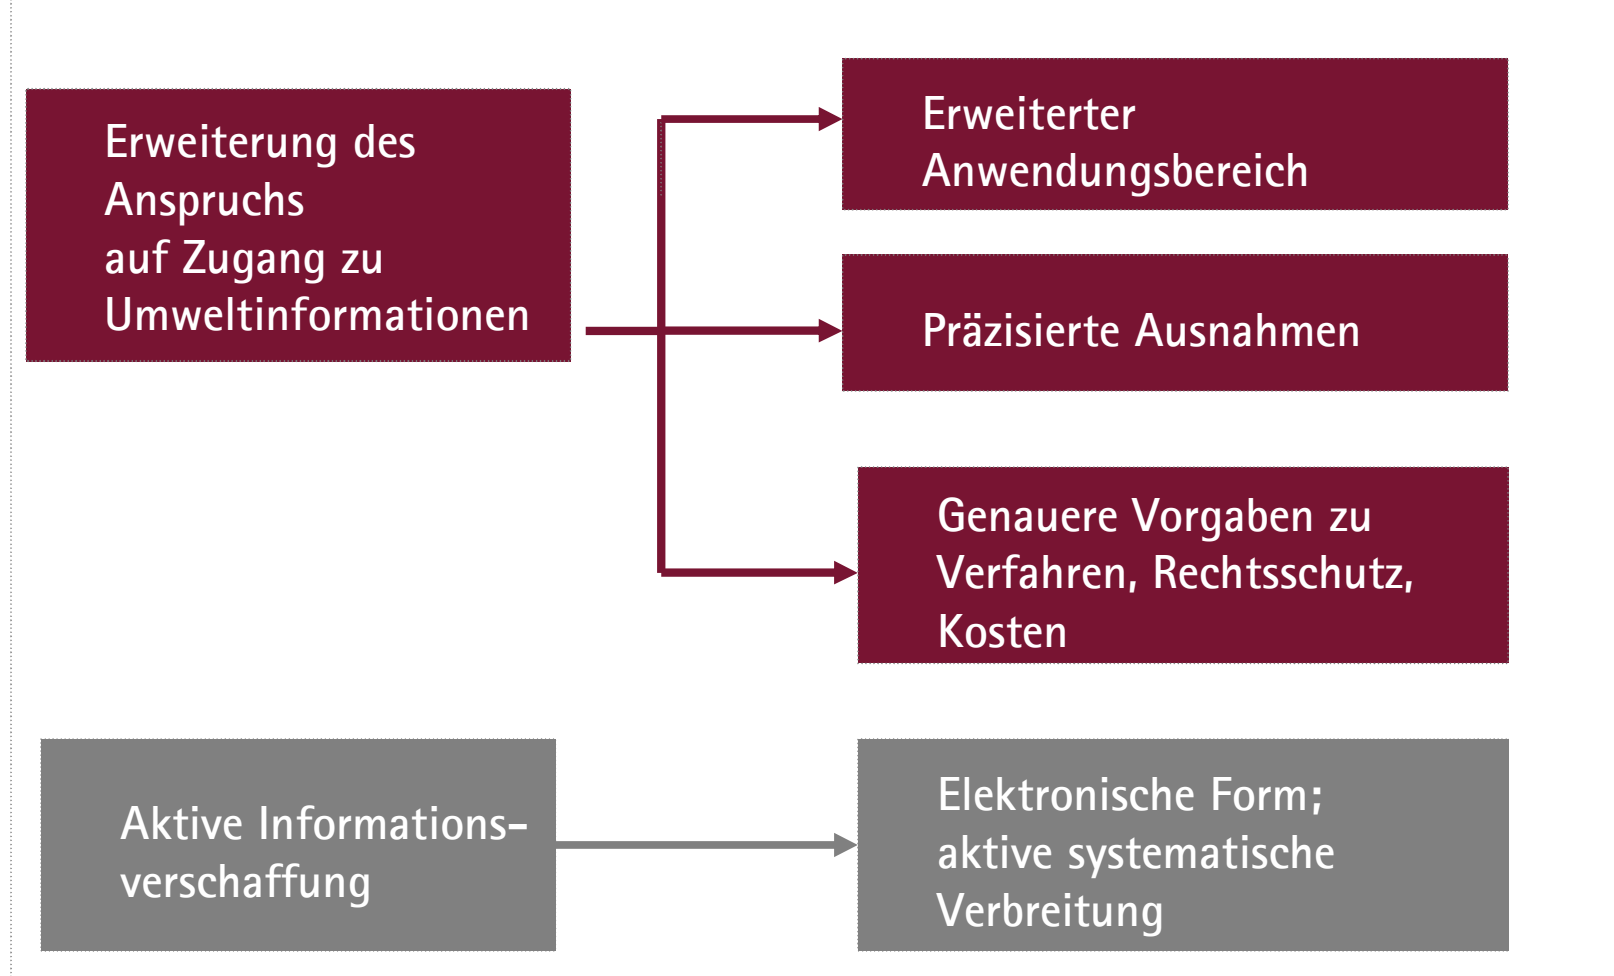 Erweiterung des
Anspruchs
auf Zugang zu
Umweltinformationen
Erweiterter
Anwendungsbereich
Präzisierte Ausnahmen
Genauere Vorgaben zu
Verfahren, Rechtsschutz,
Kosten
Aktive Informations-
verschaffung
Elektronische Form;
aktive systematische
Verbreitung